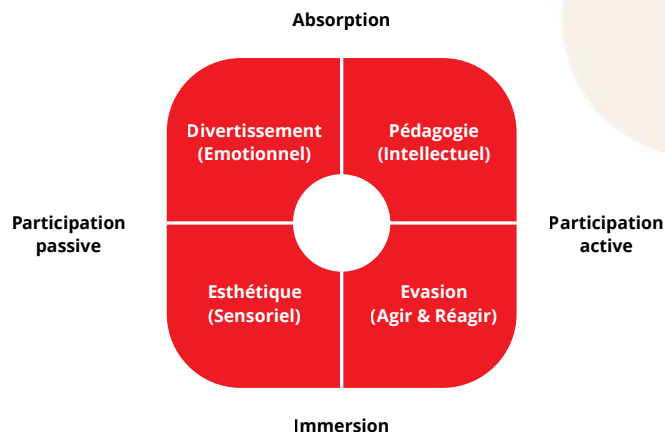 Absorption
Divertissement
(Emotionnel)
Pédagogie
(Intellectuel)
Participation
passive
Participation
active
Esthétique
(Sensoriel)
Evasion
(Agir & Réagir)
Immersion